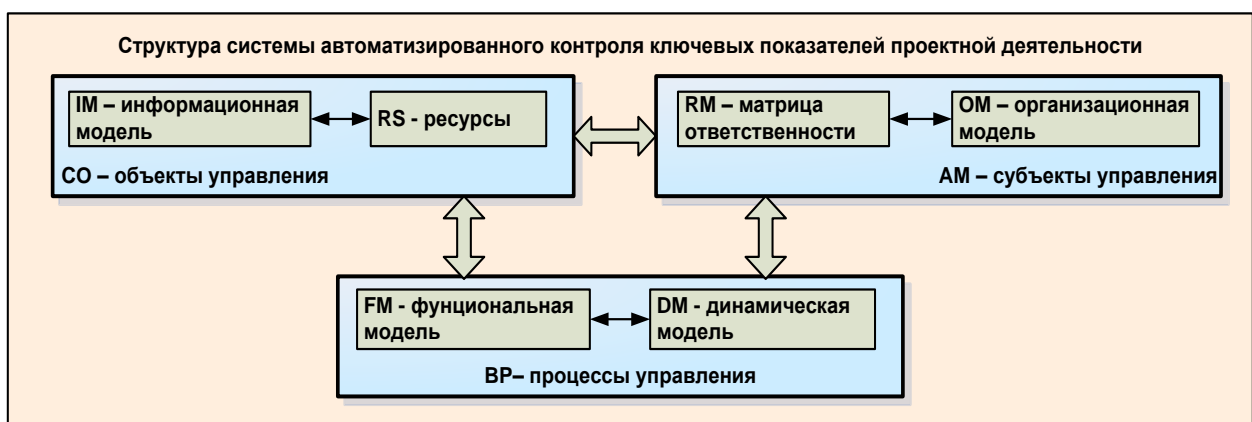 Структура системы автоматизированного контроля ключевых показателей проектной деятельности
IM – информационная
модель
RS - ресурсы
CO – объекты управления
RM – матрица
ответственности
OM – организационная
модель
AM – субъекты управления
FM - фунциональная
модель
DM - динамическая
модель
BP– процессы управления